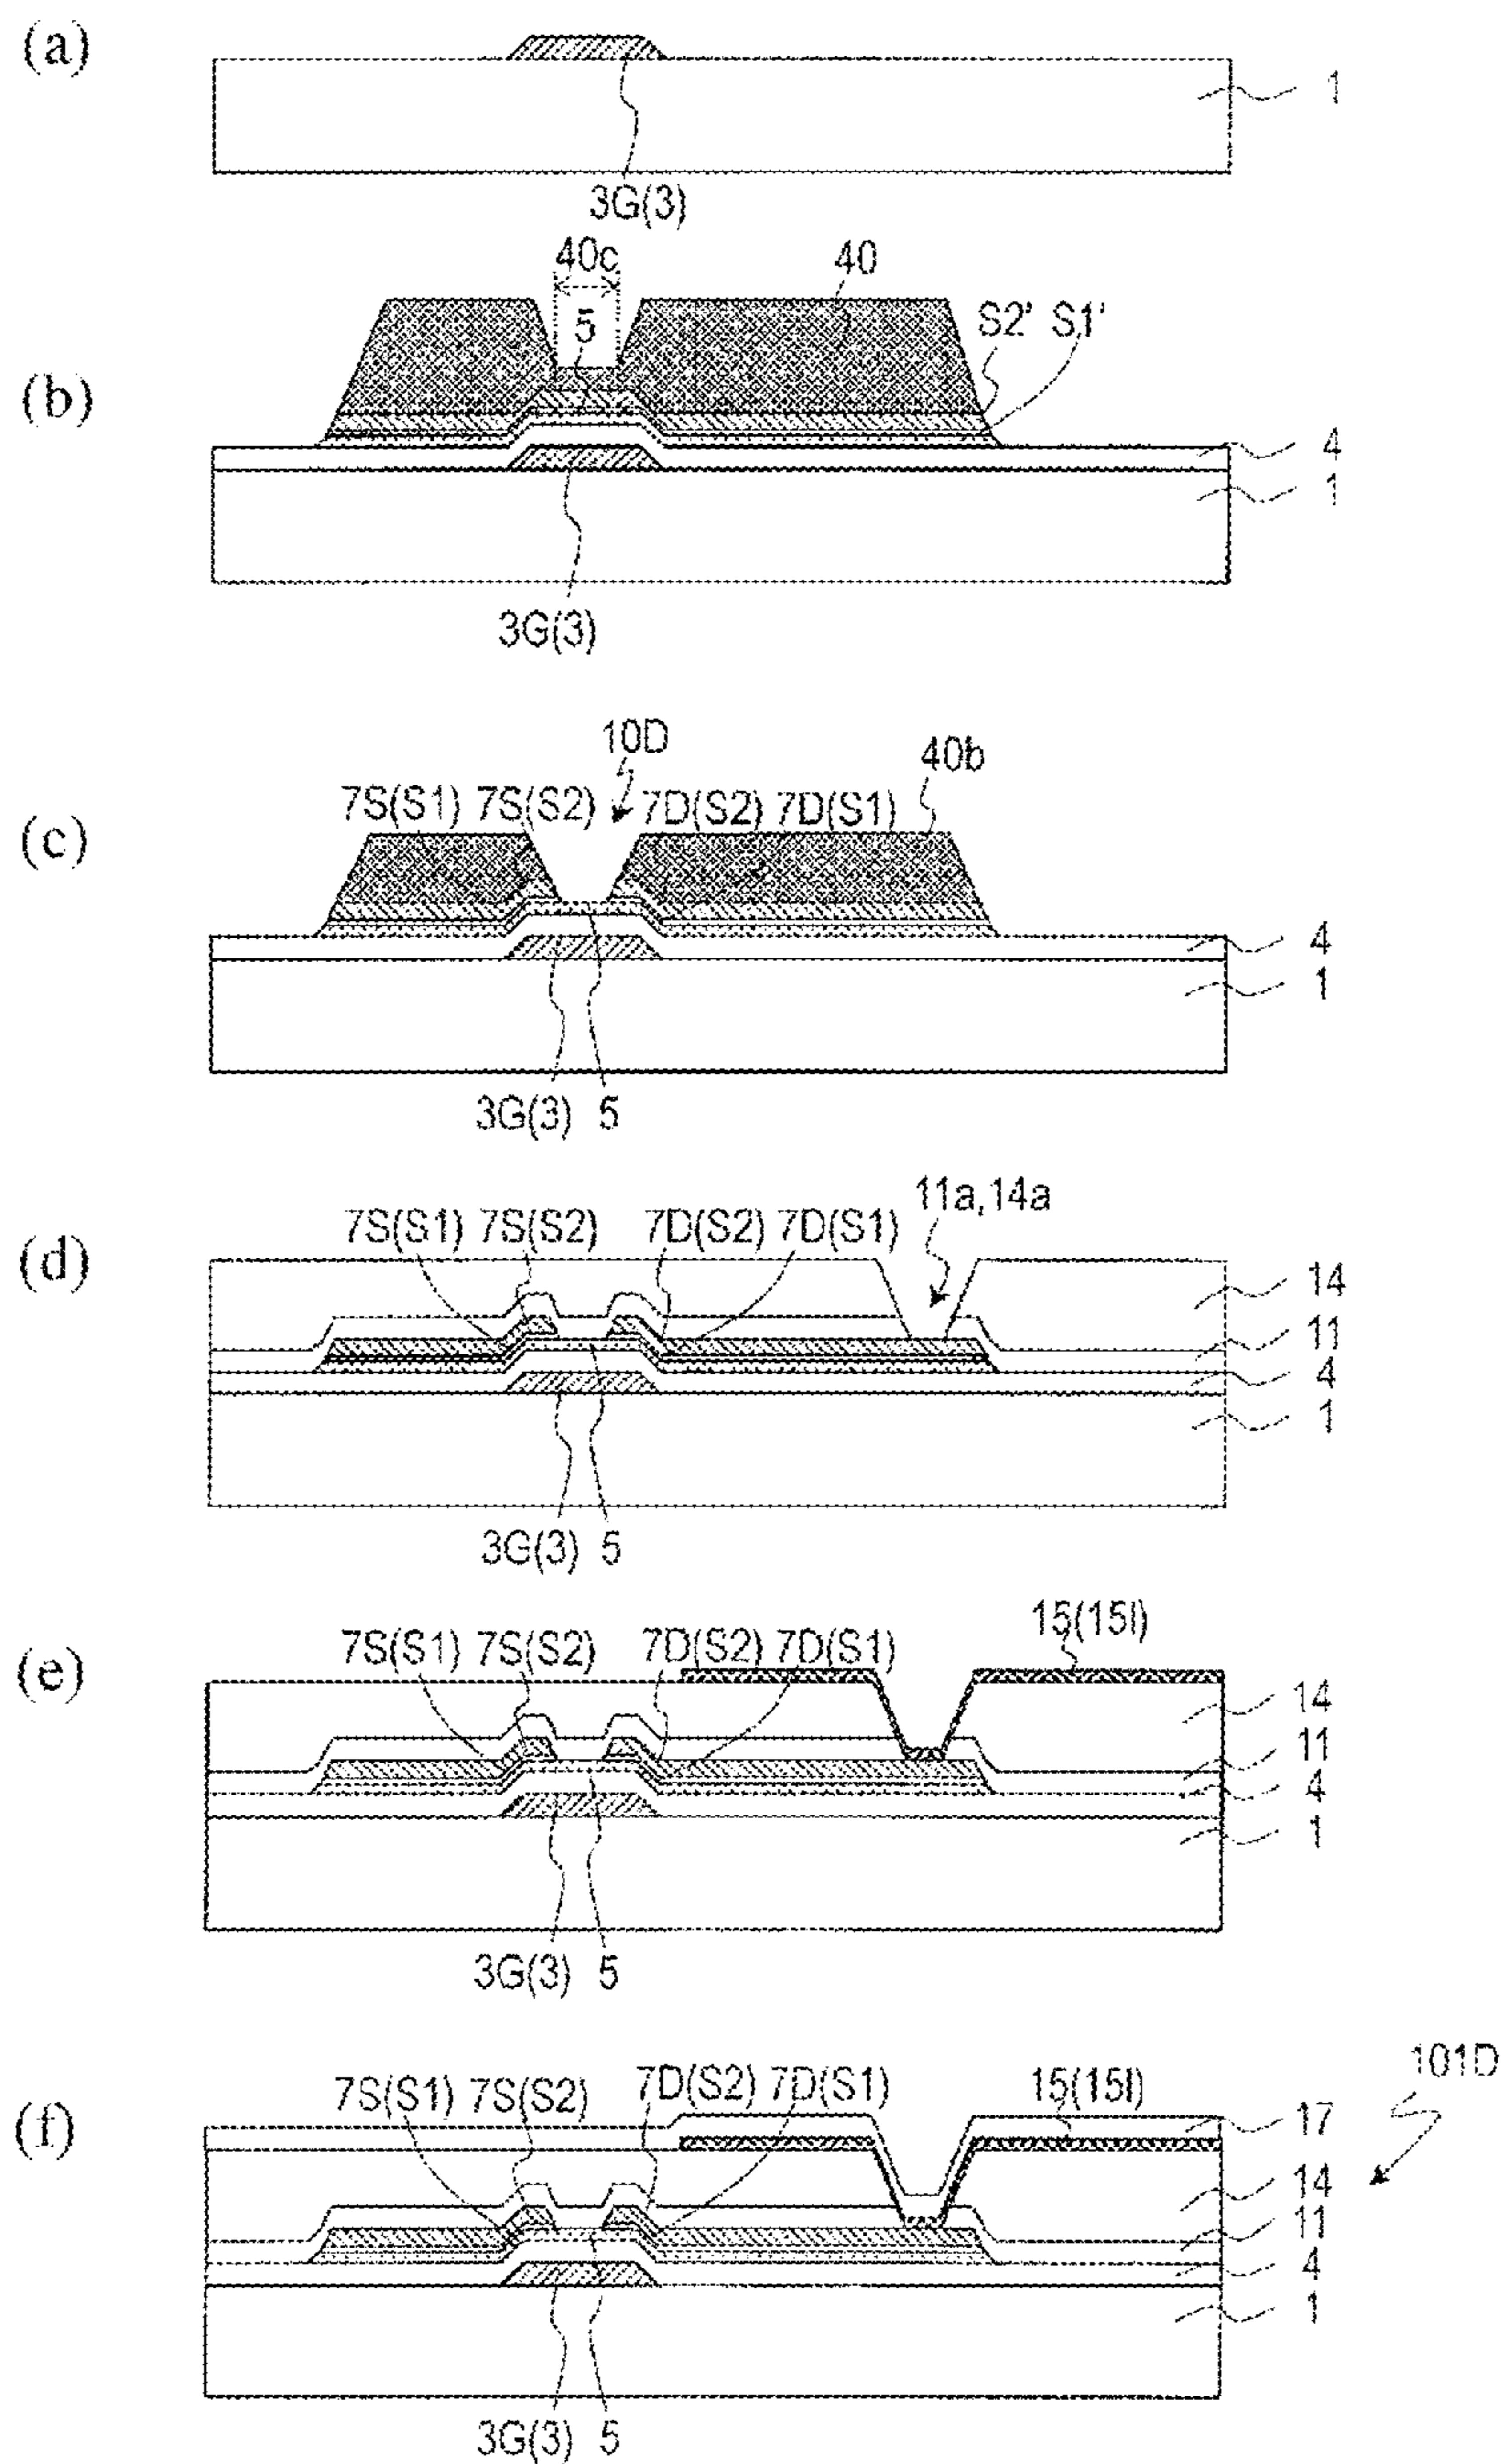 (a)
1
3G(3)
40c
40
5
S2' S1'
(b)
4
1
3G(3)
10D
40b
7S(S1) 7S(S2) 7D(S2) 7D(S1)
(c)
4
1
3G(3) 5
11a,14a
7S(S1) 7S(S2) 7D(S2) 7D(S1)
(d)
14
11
4
1
3G(3) 5
15(15l)
7S(S1) 7S(S2) 7D(S2) 7D(S1)
(e)
14
11
4
1
3G(3) 5
101D
7S(S1) 7S(S2) 7D(S2) 7D(S1) 15(15l)
(f)
17
14
11
4
1
3G(3) 5